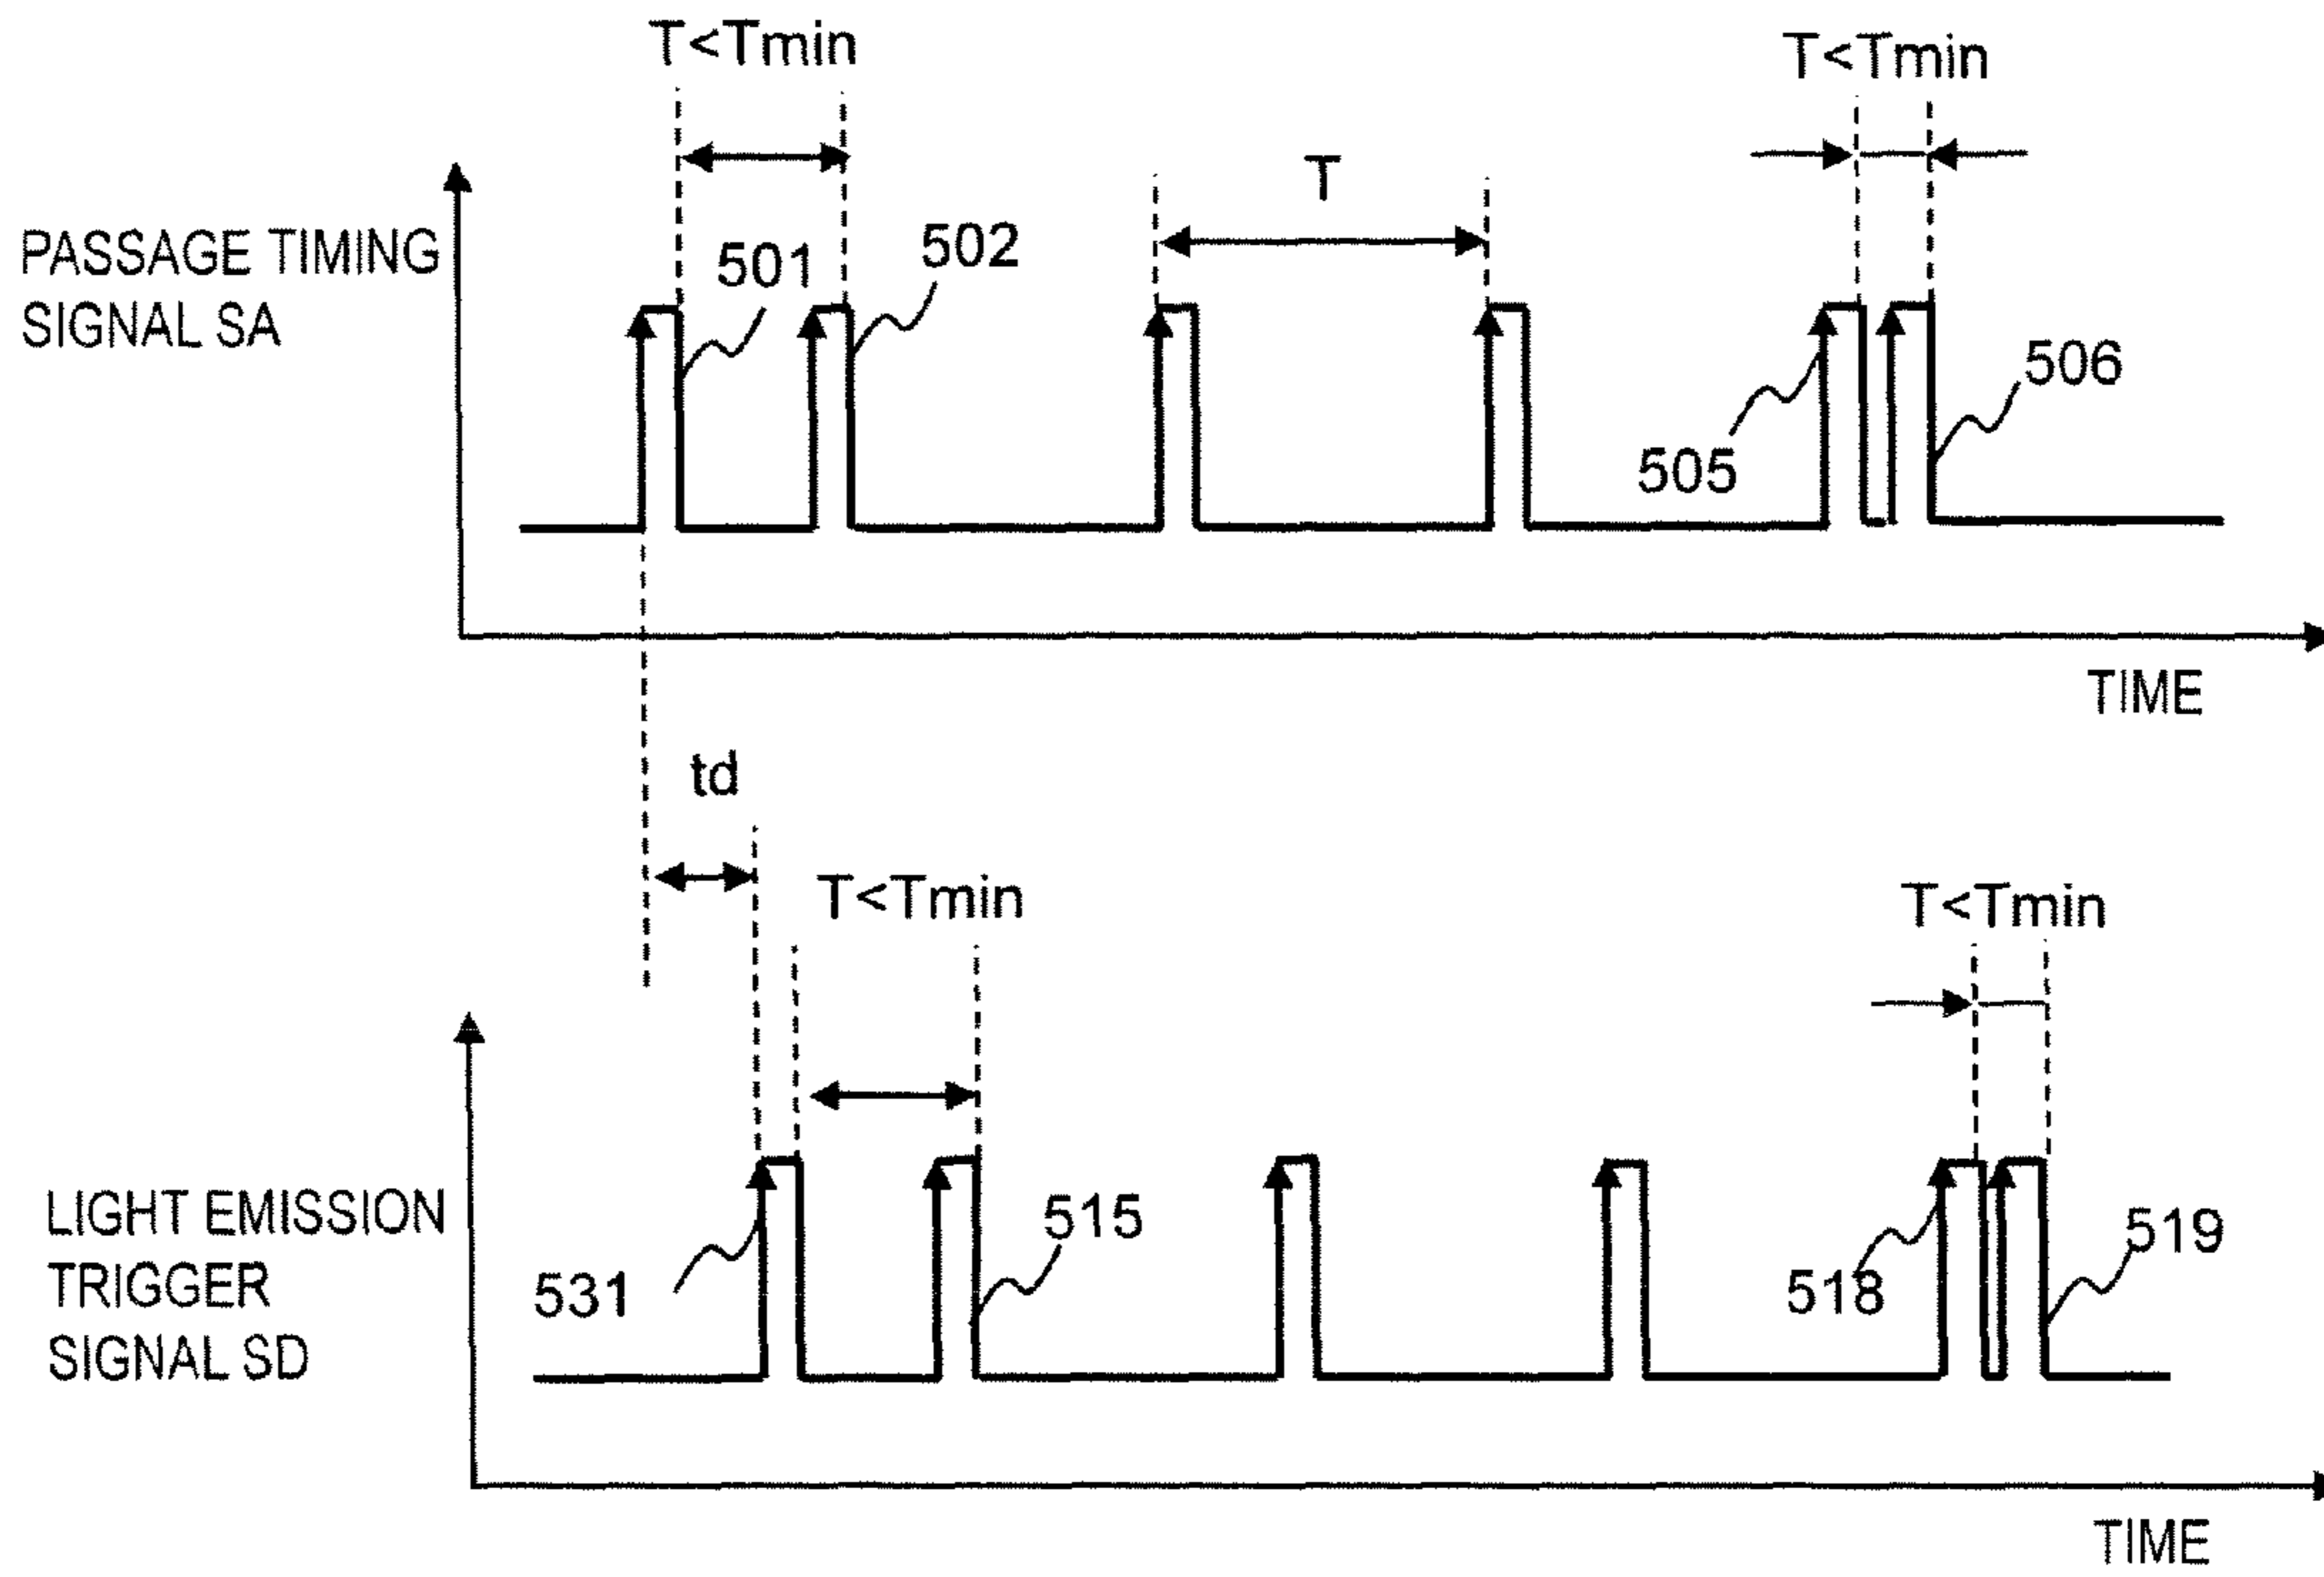 T<Tmin
T<Tmin
T
PASSAGE TIMING
SIGNAL SA
501
502
505
506
TIME
td
T<Tmin
T<Tmin
LIGHT EMISSION
TRIGGER
SIGNAL SD
531
515
518
519
TIME